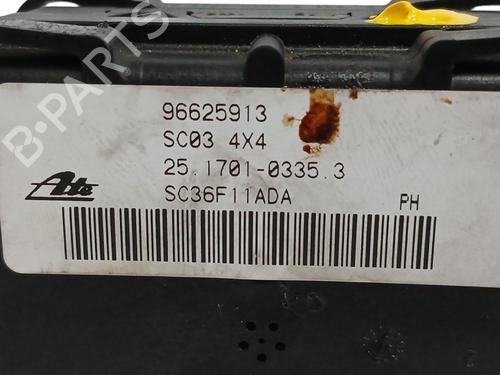 B-PARTS
96625913
SC03 4X4
25.1701-0335.3
SC36F11ADA
PH
Ate